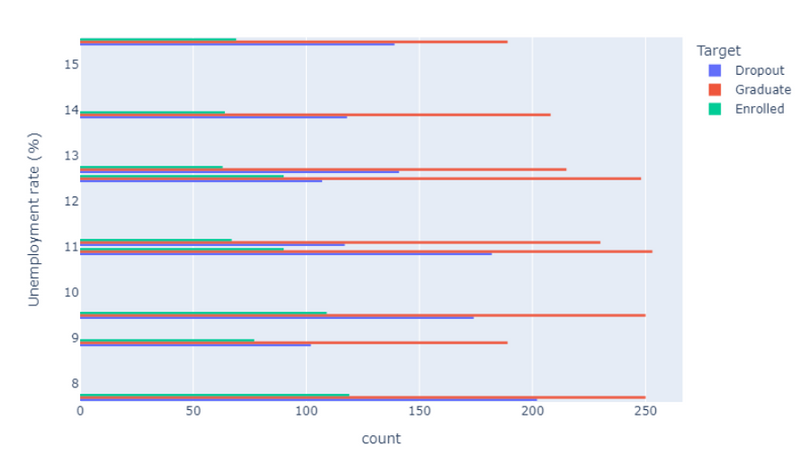 Target
Dropout
Graduate
Enrolled
Unemployment rate (%)
15
14
13
12
11
10
9
8
0 50 100 150 200 250
count